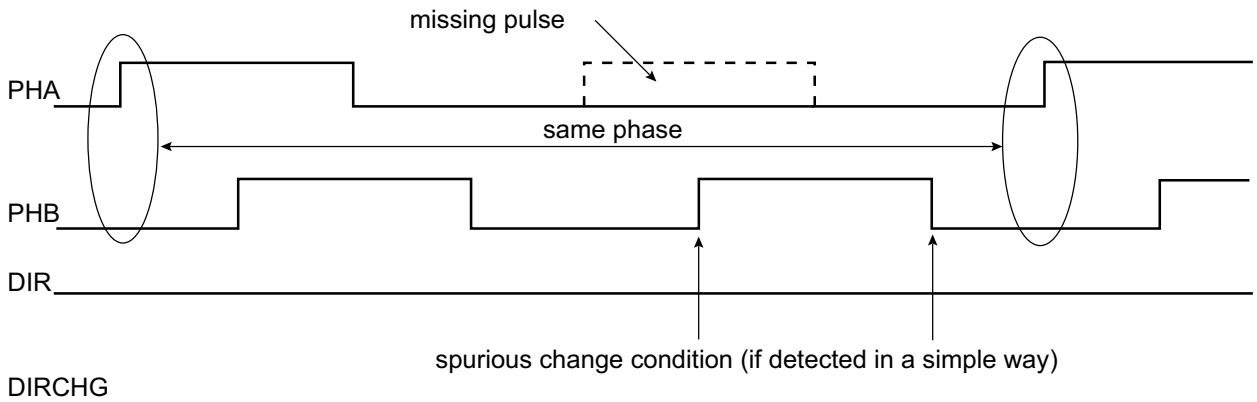 missing pulse
PHA
same phase
PHB
DIR
spurious change condition (if detected in a simple way)
DIRCHG